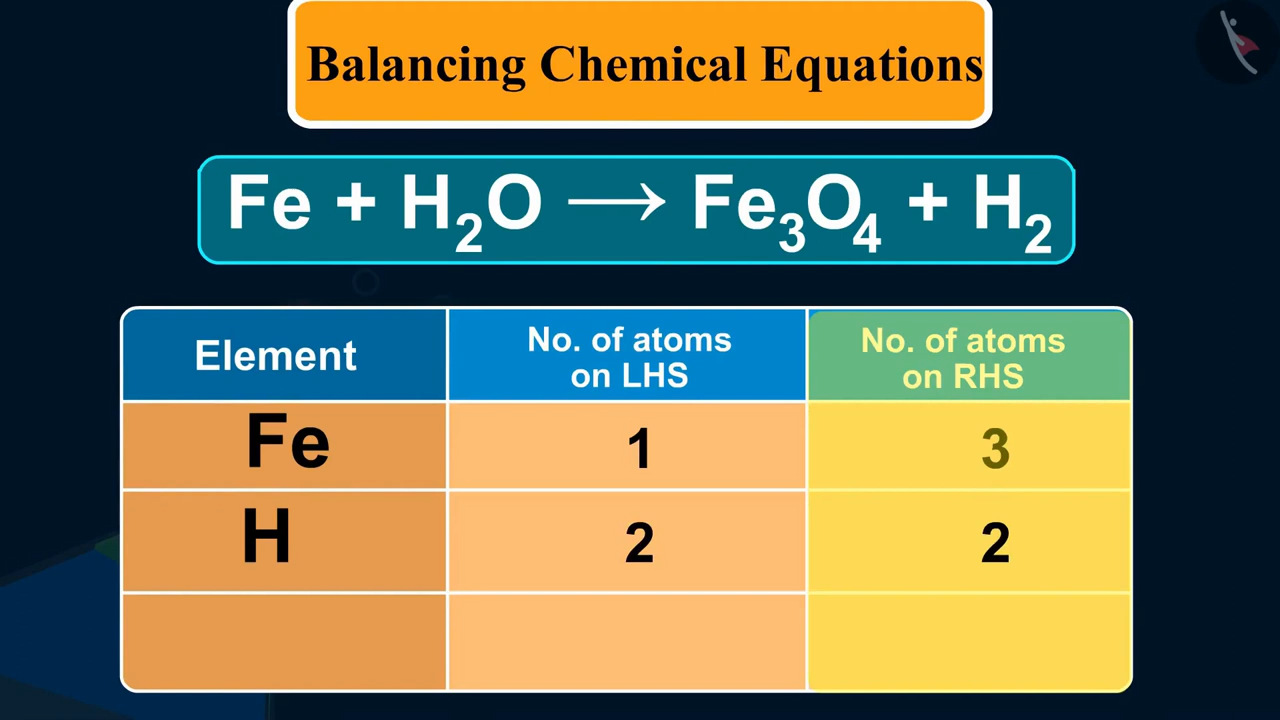 Balancing Chemical Equations
Fe + H₂O → Fe₃O₄ + H₂
Element
No. of atoms
on LHS
No. of atoms
on RHS
Fe 1 3
H 2 2